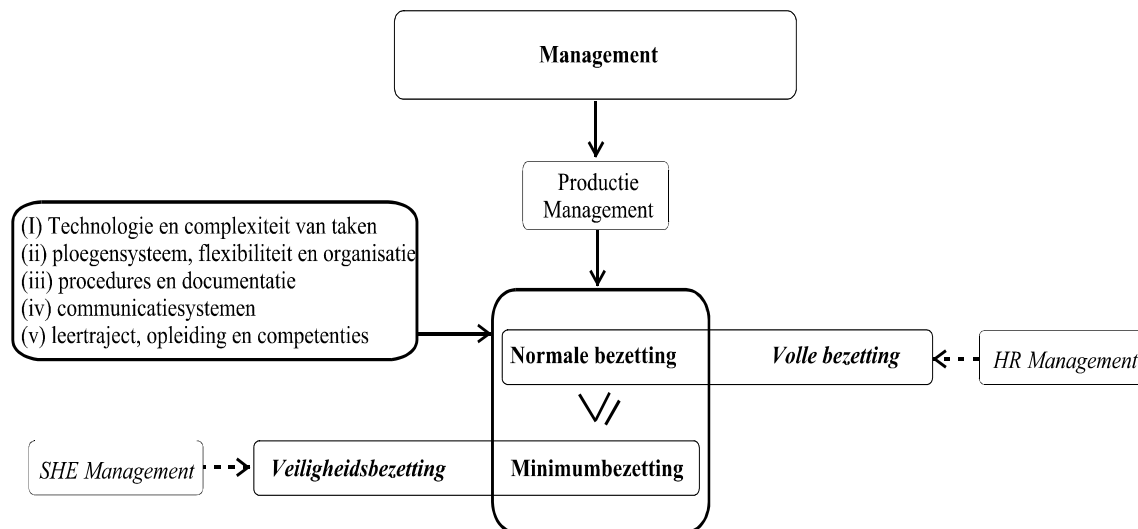 Management
Productie
Management
(I) Technologie en complexiteit van taken
(ii) ploegensysteem, flexibiliteit en organisatie
(iii) procedures en documentatie
(iv) communicatiesystemen
(v) leertraject, opleiding en competenties
Normale bezetting
Volle bezetting
HR Management
SHE Management
Veiligheidsbezetting
Minimumbezetting